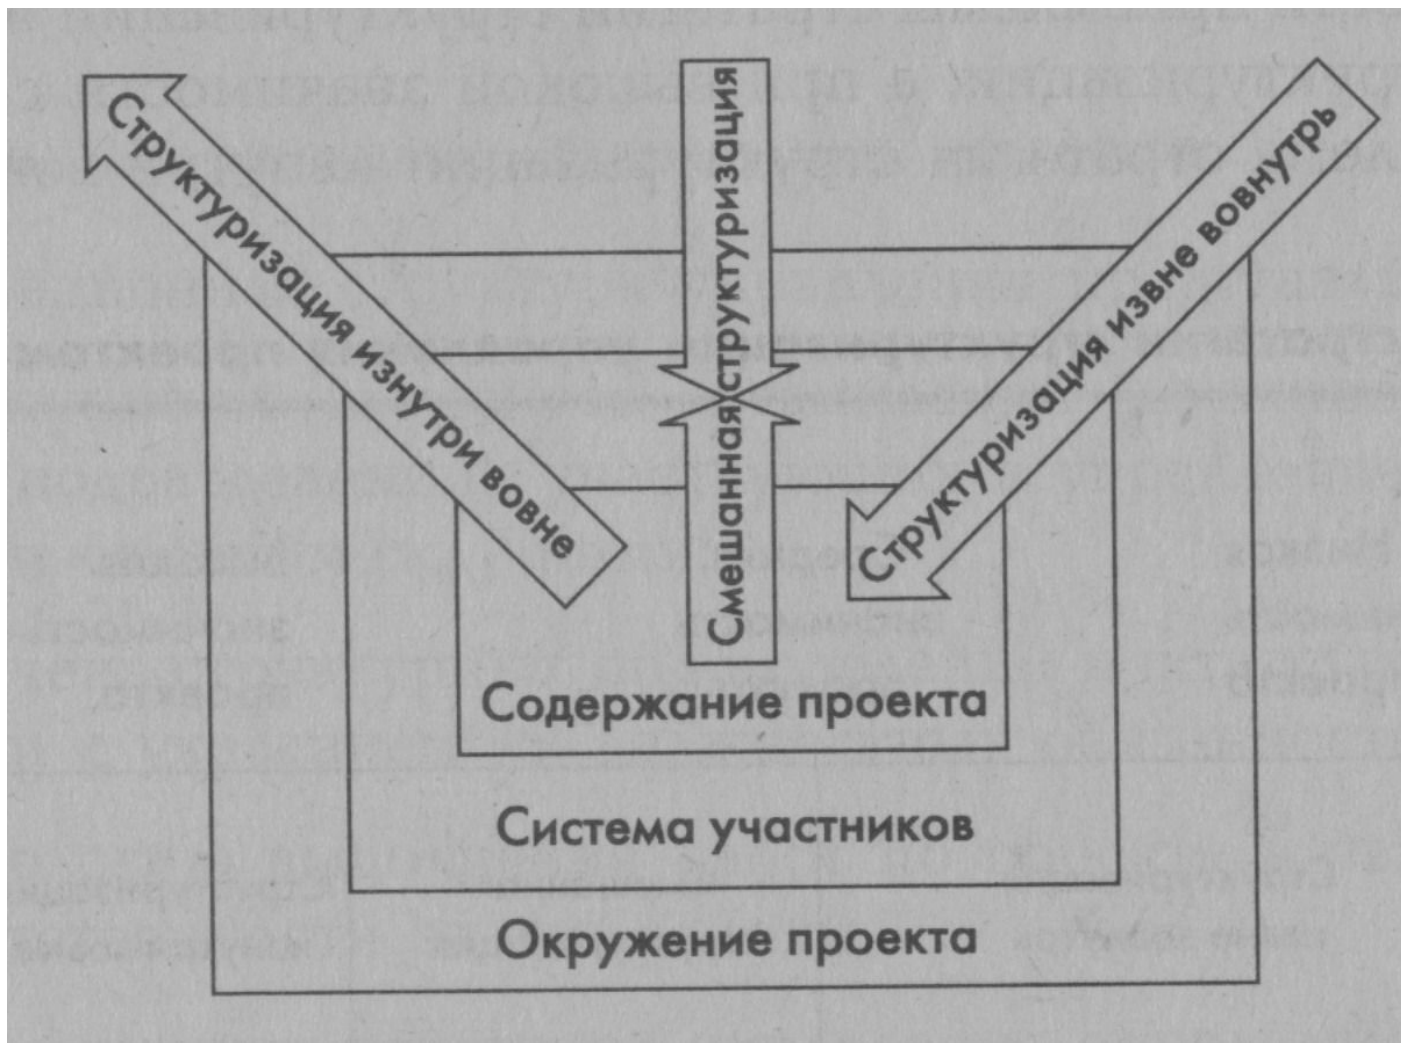 Структуризация изнутри вовне
Смешанная структуризация
Структуризация извне вовнутрь
Содержание проекта
Система участников
Окружение проекта